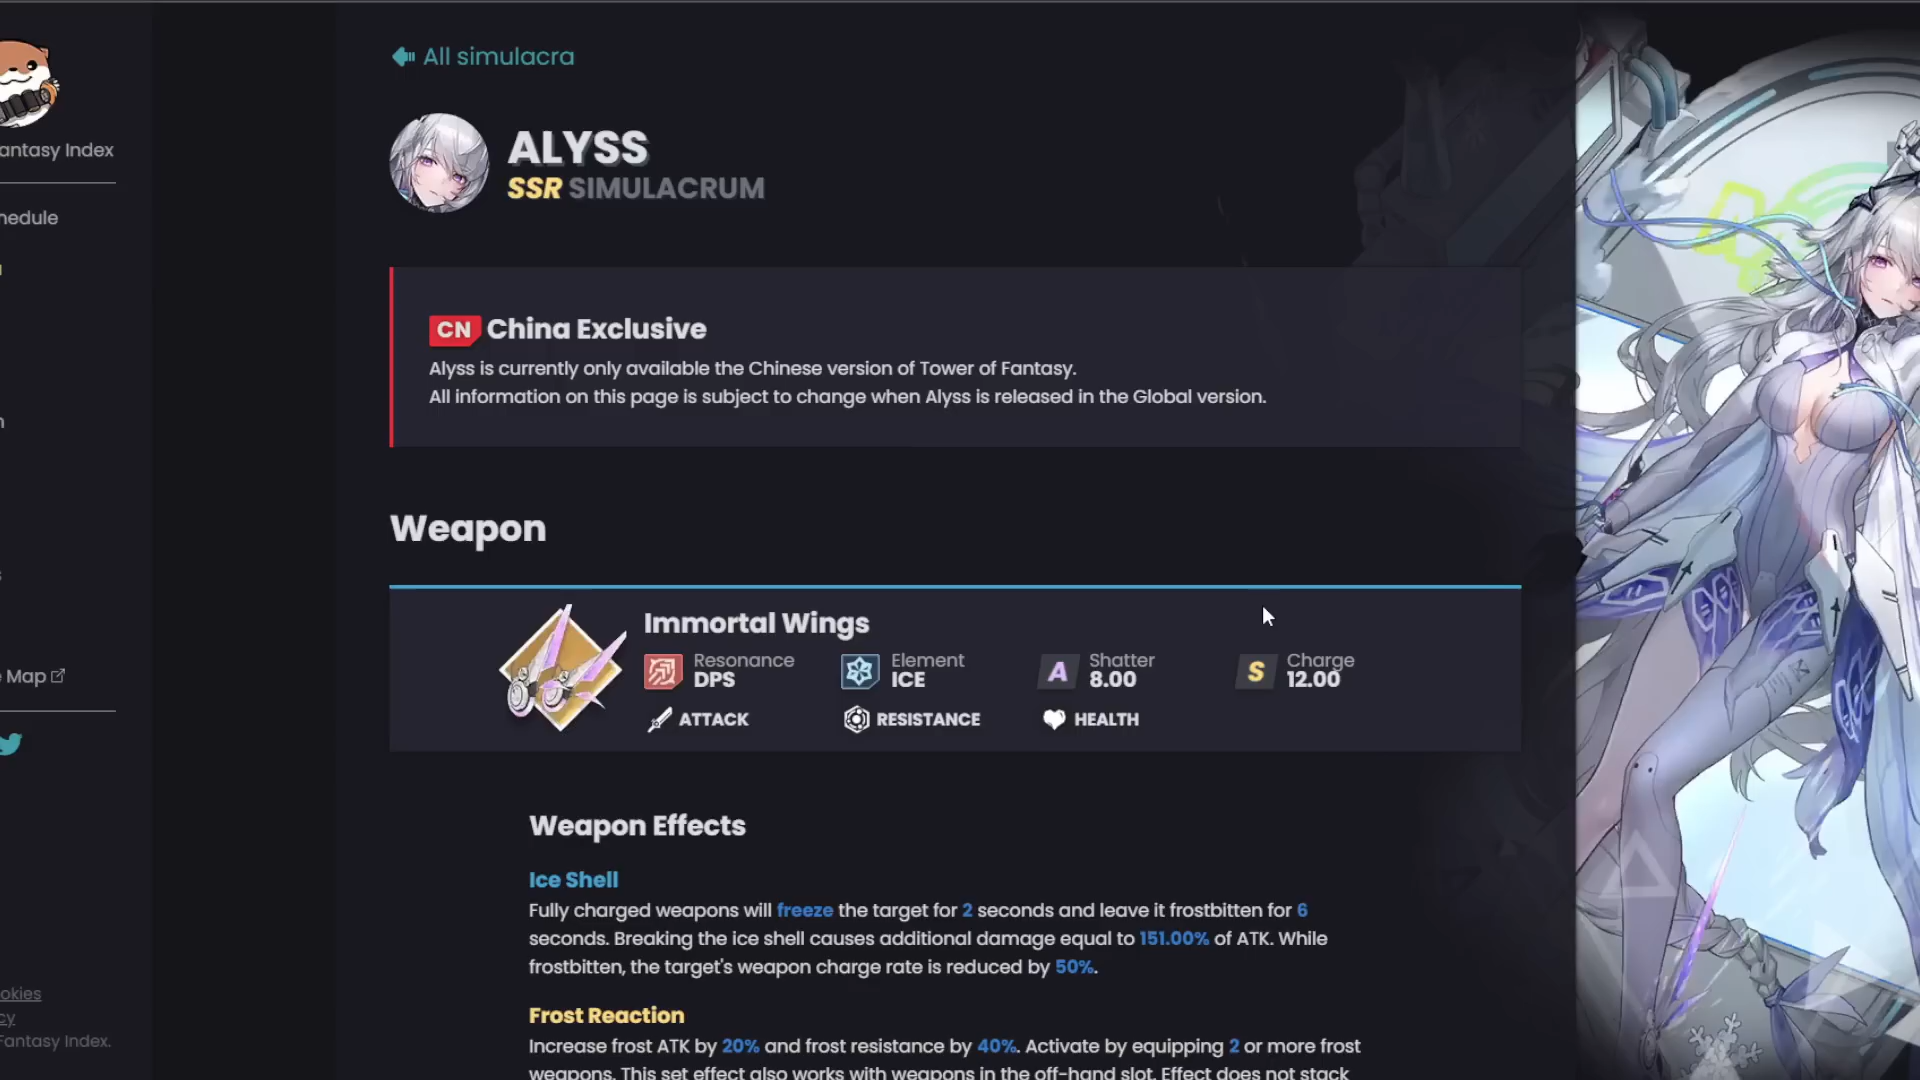 All simulacra
ALYSS
SSR SIMULACRUM
antasy Index
hedule
CN China Exclusive
Alyss is currently only available the Chinese version of Tower of Fantasy.
All information on this page is subject to change when Alyss is released in the Global version.
Weapon
Immortal Wings
Resonance
DPS
Element
ICE
A Shatter
8.00
S Charge
12.00
ATTACK
RESISTANCE
HEALTH
e Map
Weapon Effects
Ice Shell
Fully charged weapons will freeze the target for 2 seconds and leave it frostbitten for 6
seconds. Breaking the ice shell causes additional damage equal to 151.00% of ATK. While
frostbitten, the target's weapon charge rate is reduced by 50%.
Frost Reaction
Increase frost ATK by 20% and frost resistance by 40%. Activate by equipping 2 or more frost
weapons. This set effect also works with weapons in the off-hand slot. Effect does not stack
okies
cy
Fantasy Index.